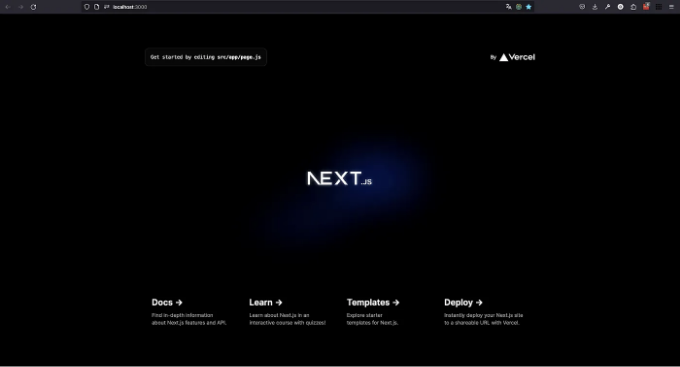 localhost:3000
Get started by editing src/app/page.js
By Vercel
NEXT.JS
Docs ->
Find in-depth information
about Next.js features and API.
Learn ->
Learn about Next.js in an
interactive course with quizzes!
Templates ->
Explore starter
templates for Next.js.
Deploy ->
Instantly deploy your Next.js site
to a shareable URL with Vercel.